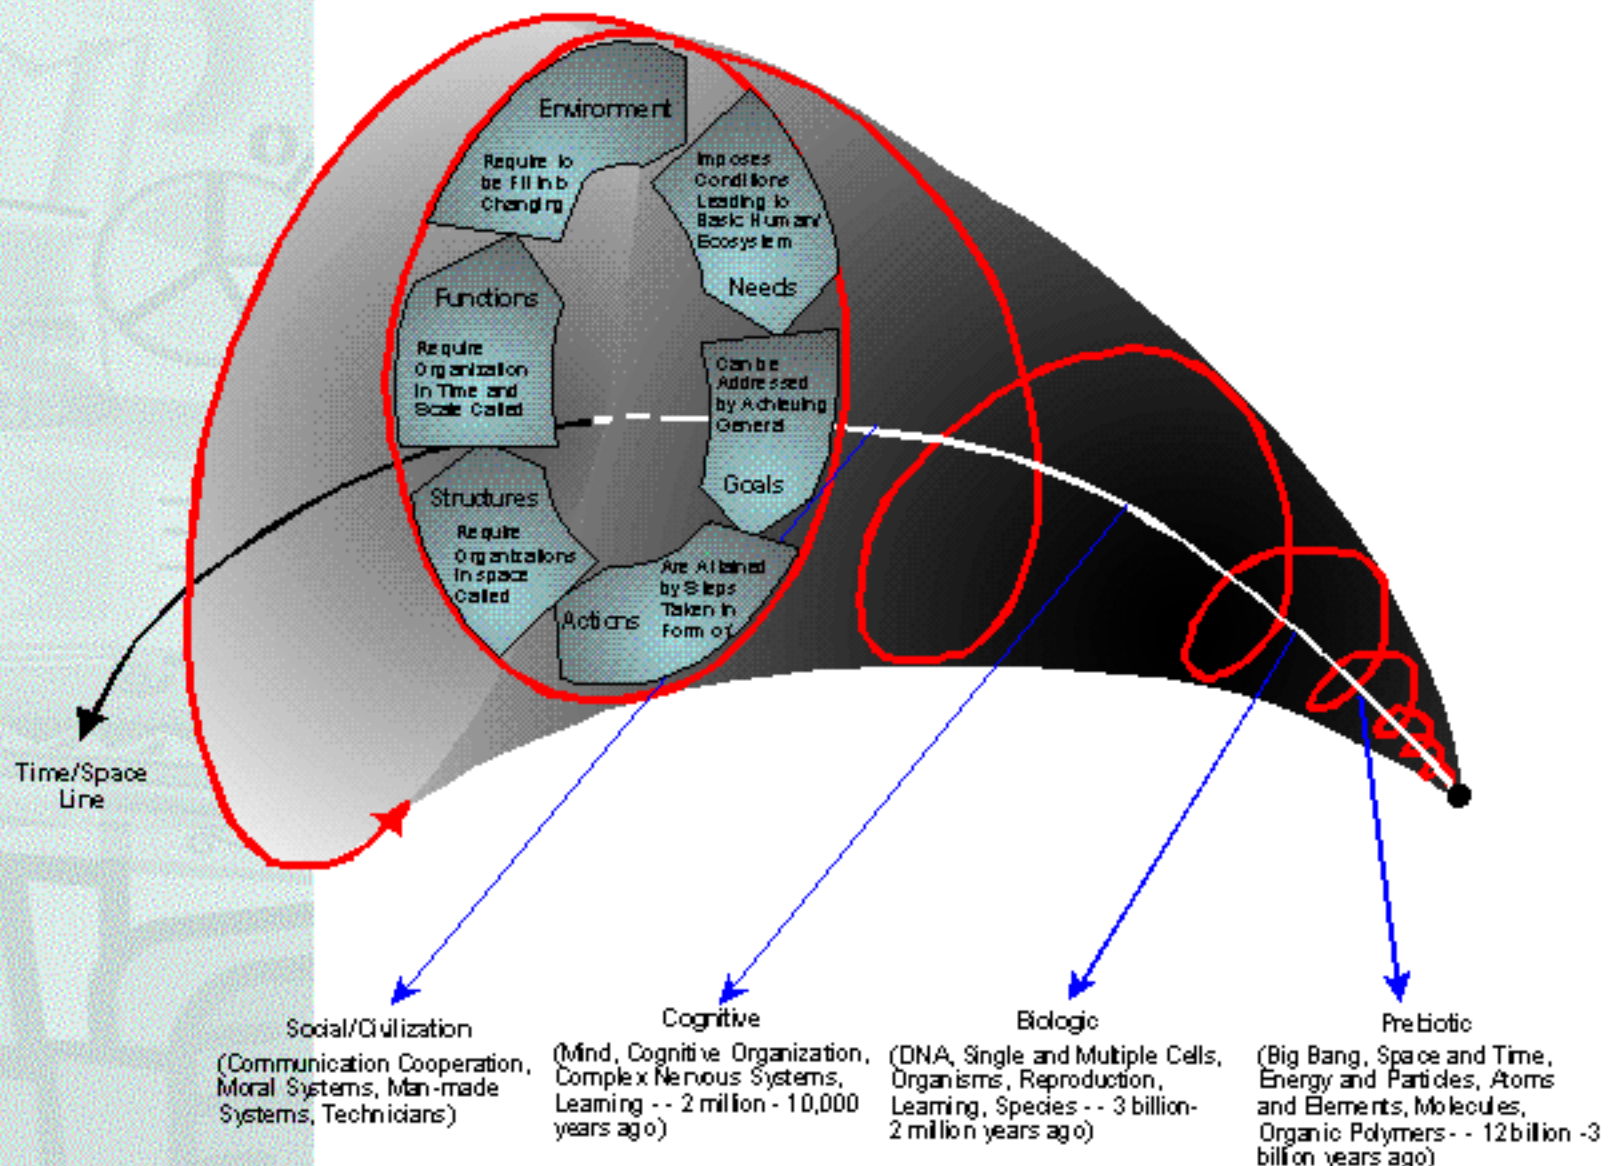 Environment
Require to
be Fill in b
Changing
Imposes
Conditions
Leading to
Basic Human/
Ecosystem
Needs
Functions
Require
Organization
in Time and
Scale Called
Can be
Addressed
by Achieving
General
Goals
Structures
Require
Organizations
in space
Called
Are Attained
by Steps
Taken in
Form of
Actions
Time/Space
Line
Social/Civilization
(Communication Cooperation,
Moral Systems, Man-made
Systems, Technicians)
Cognitive
(Mind, Cognitive Organization,
Complex Nervous Systems,
Learning - - 2 million - 10,000
years ago)
Biologic
(DNA, Single and Multiple Cells,
Organisms, Reproduction,
Learning, Species - - 3 billion-
2 million years ago)
Prebiotic
(Big Bang, Space and Time,
Energy and Particles, Atoms
and Elements, Molecules,
Organic Polymers - - 12 billion -3
billion years ago)